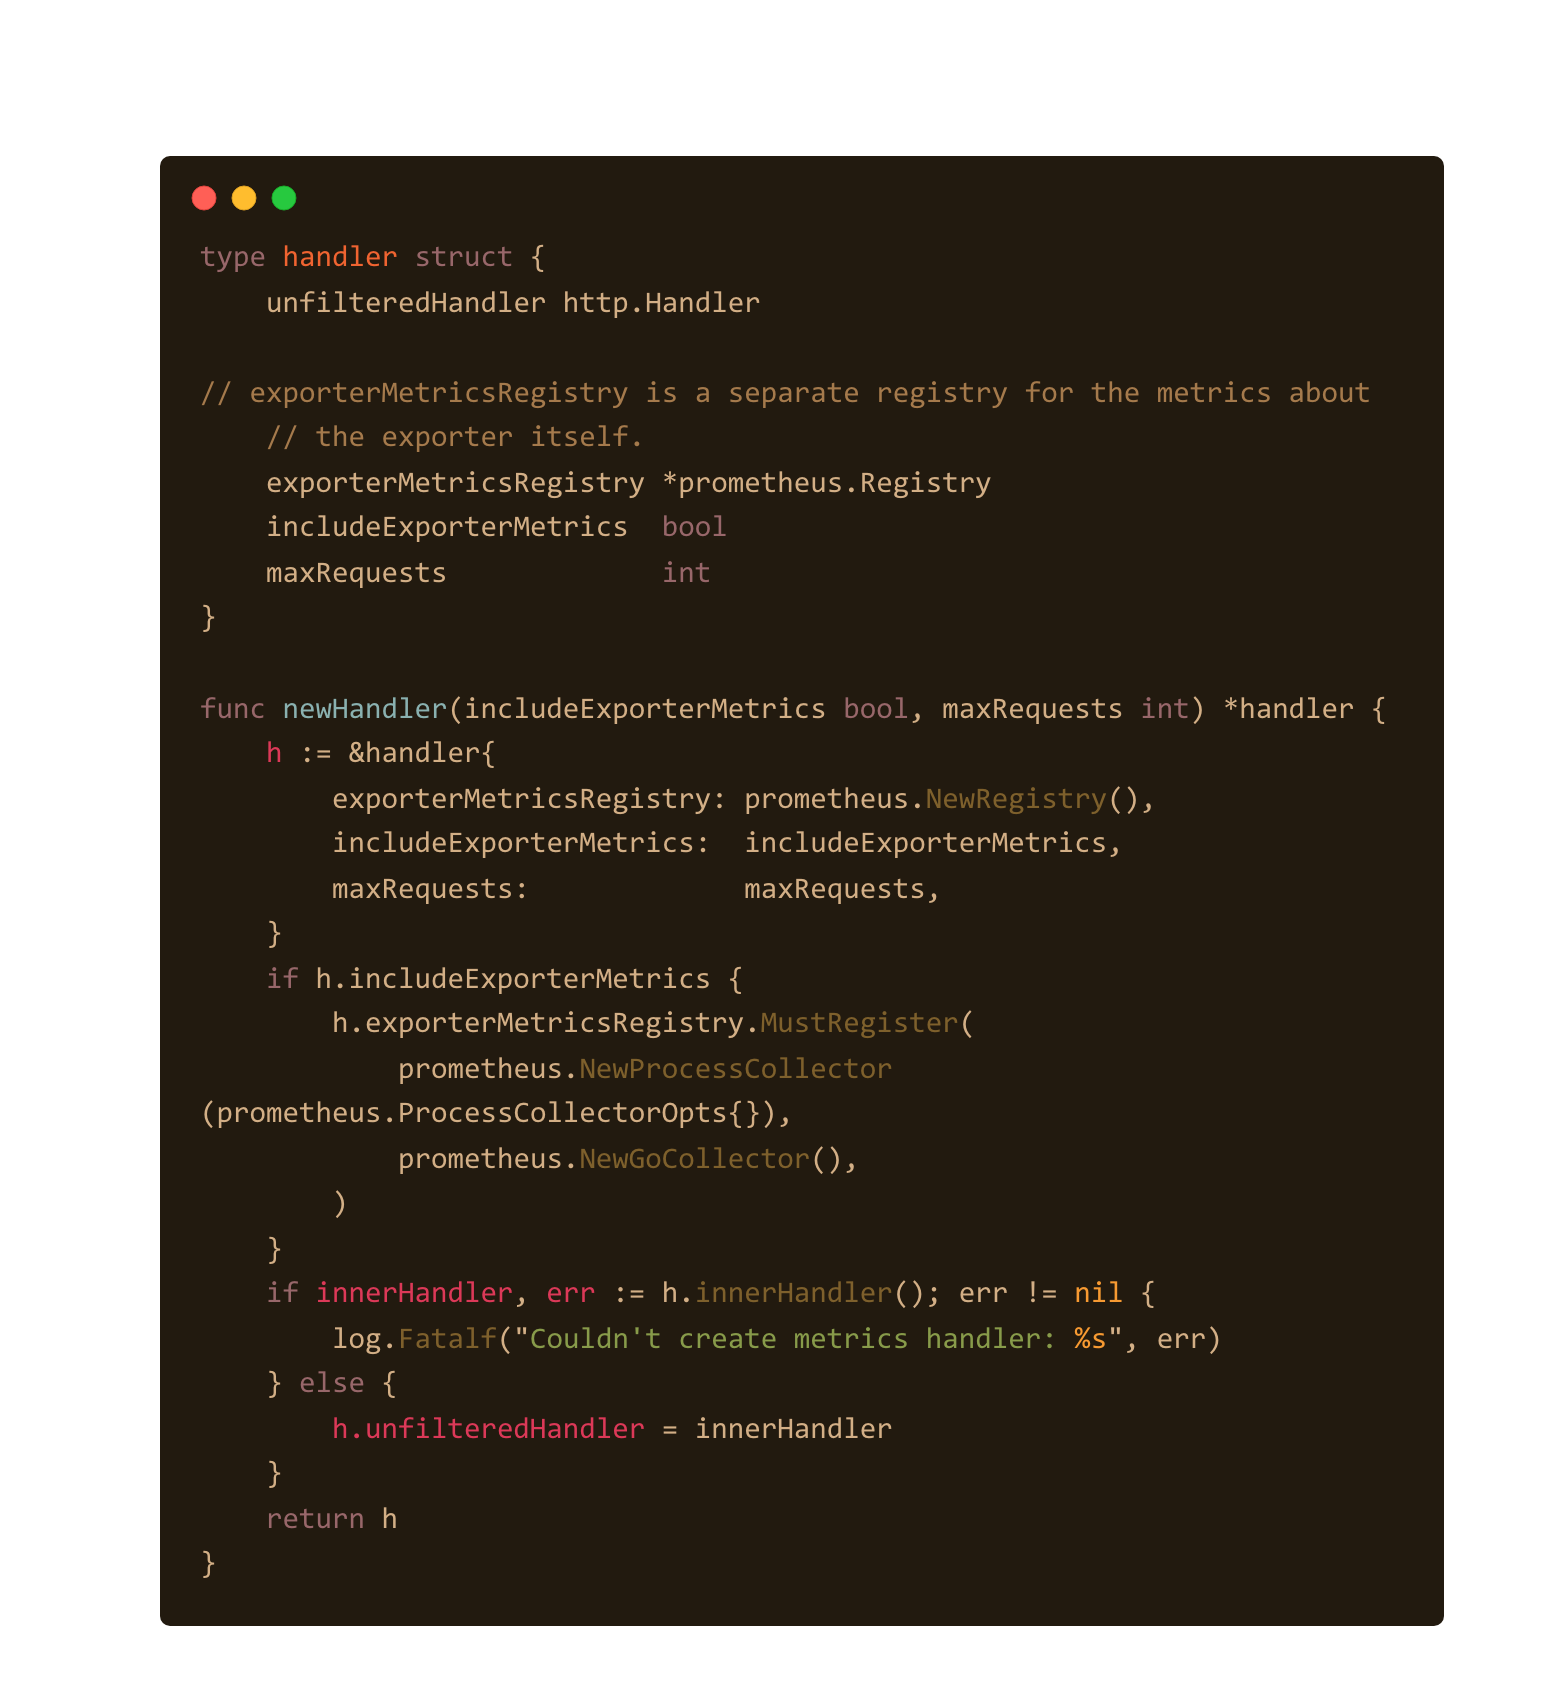 type handler struct {
    unfilteredHandler http.Handler

// exporterMetricsRegistry is a separate registry for the metrics about
    // the exporter itself.
    exporterMetricsRegistry *prometheus.Registry
    includeExporterMetrics  bool
    maxRequests             int
}

func newHandler(includeExporterMetrics bool, maxRequests int) *handler {
    h := &handler{
        exporterMetricsRegistry: prometheus.NewRegistry(),
        includeExporterMetrics:  includeExporterMetrics,
        maxRequests:             maxRequests,
    }
    if h.includeExporterMetrics {
        h.exporterMetricsRegistry.MustRegister(
            prometheus.NewProcessCollector
(prometheus.ProcessCollectorOpts{}),
            prometheus.NewGoCollector(),
        )
    }
    if innerHandler, err := h.innerHandler(); err != nil {
        log.Fatalf("Couldn't create metrics handler: %s", err)
    } else {
        h.unfilteredHandler = innerHandler
    }
    return h
}